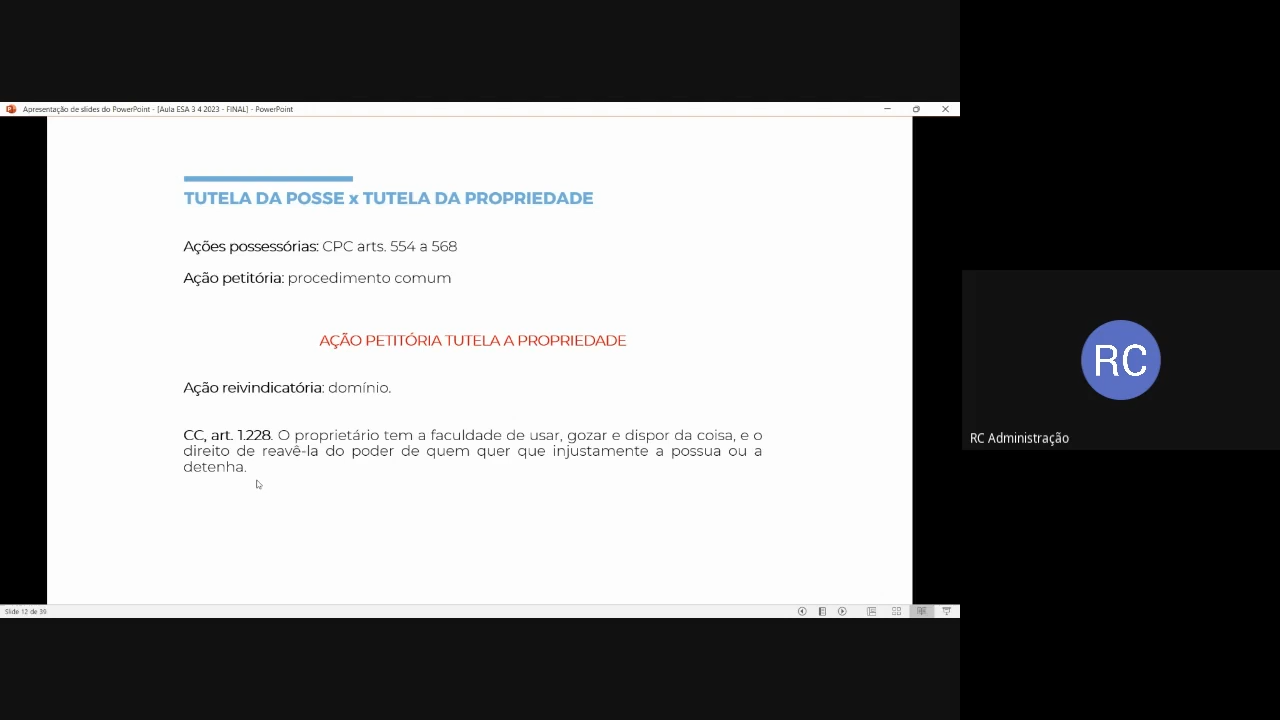 Apresentação de slides do PowerPoint - [Aula ESA 3 4 2023 - FINAL] - PowerPoint
TUTELA DA POSSE x TUTELA DA PROPRIEDADE
Ações possessórias: CPC arts. 554 a 568
Ação petitória: procedimento comum
AÇÃO PETITÓRIA TUTELA A PROPRIEDADE
Ação reivindicatória: domínio.
CC, art. 1.228. O proprietário tem a faculdade de usar, gozar e dispor da coisa, e o
direito de reavê-la do poder de quem quer que injustamente a possua ou a
detenha.
Slide 12 de 39
RC
RC Administração